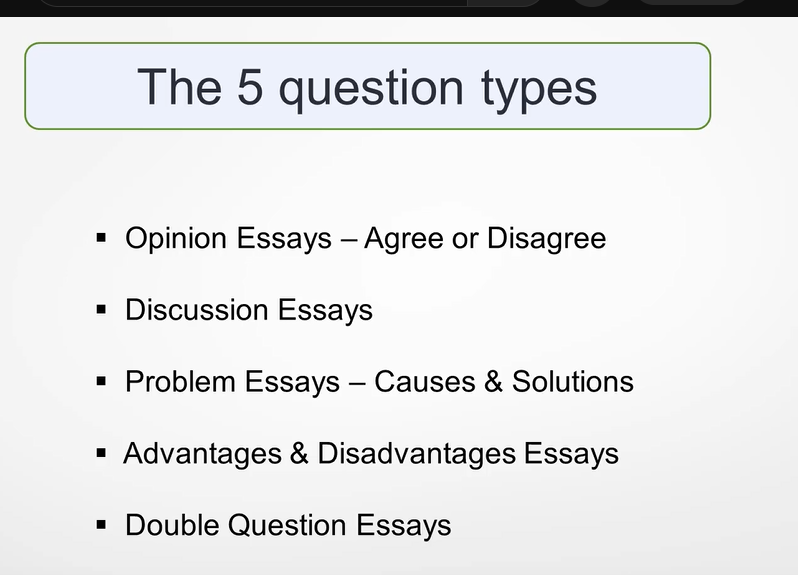 The 5 question types
▪ Opinion Essays – Agree or Disagree
▪ Discussion Essays
▪ Problem Essays – Causes & Solutions
▪ Advantages & Disadvantages Essays
▪ Double Question Essays